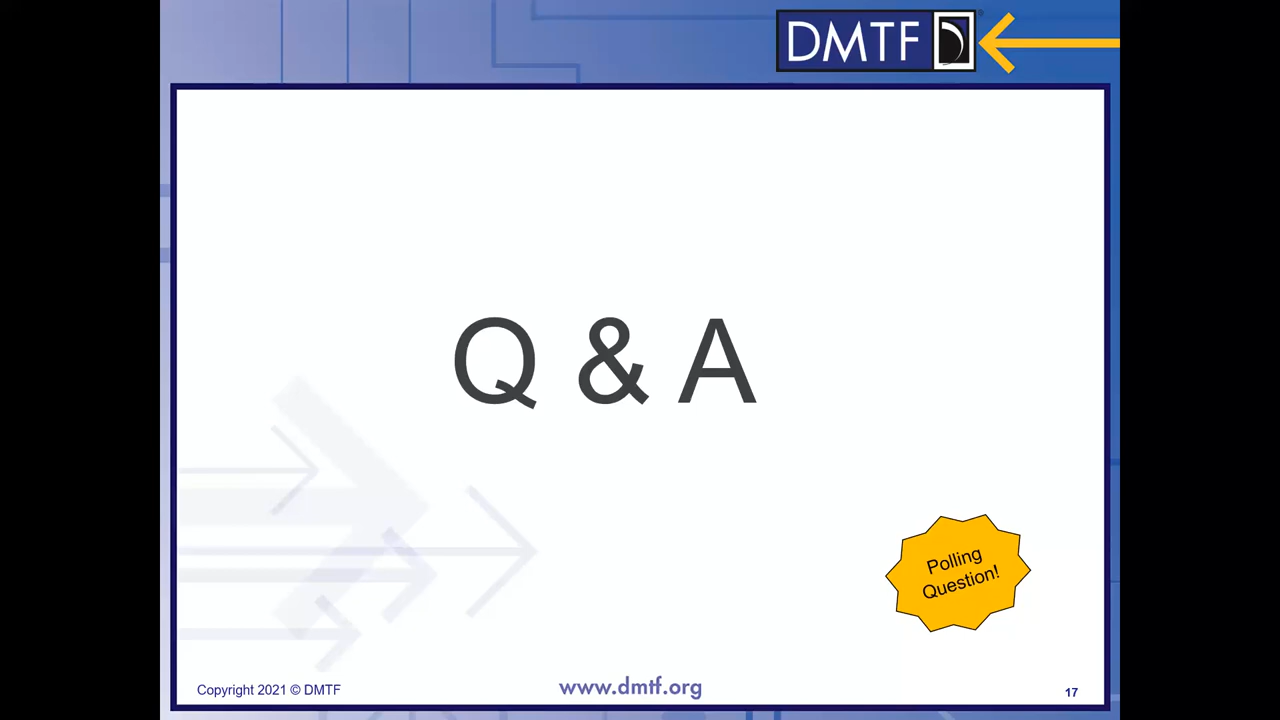 DMTF
Q & A
Polling
Question!
Copyright 2021 © DMTF
www.dmtf.org
17